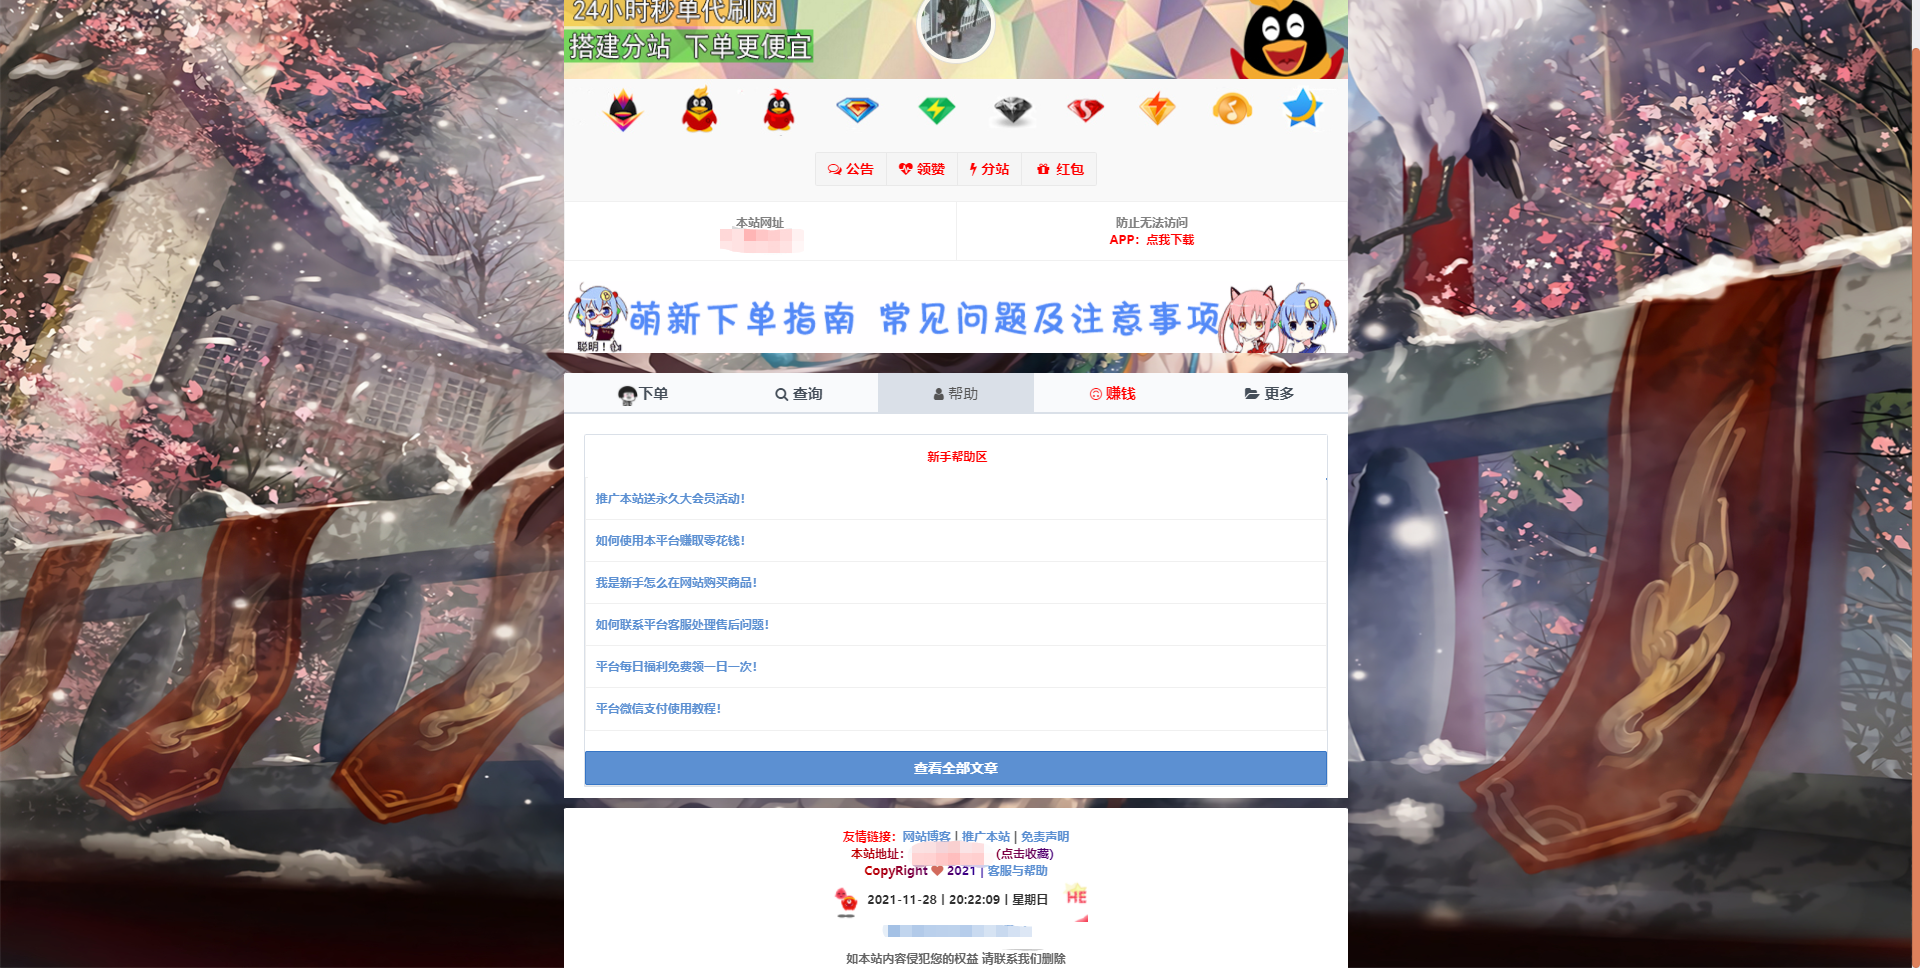 24小时秒单代刷网
搭建分站 下单更便宜
公告 领赞 分站 红包
本站网址
防止无法访问
APP：点我下载
萌新下单指南 常见问题及注意事项
聪明！
下单 查询 帮助 赚钱 更多
新手帮助区
推广本站送永久大会员活动！
如何使用本平台赚取零花钱！
我是新手怎么在网站购买商品！
如何联系平台客服处理售后问题！
平台每日福利免费领一日一次！
平台微信支付使用教程！
查看全部文章
友情链接：网站博客 | 推广本站 | 免责声明
本站地址： (点击收藏)
CopyRight ❤ 2021 | 客服与帮助
2021-11-28丨20:22:09丨星期日
HE
如本站内容侵犯您的权益 请联系我们删除